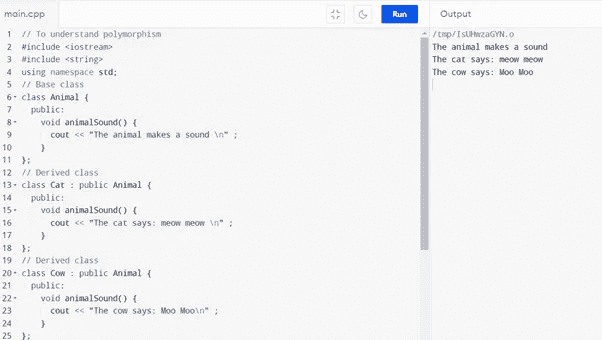 main.cpp
Run
Output
1 // To understand polymorphism
2 #include <iostream>
3 #include <string>
4 using namespace std;
5 // Base class
6 class Animal {
7 public:
8 void animalSound() {
9 cout << "The animal makes a sound \n" ;
10 }
11 };
12 // Derived class
13 class Cat : public Animal {
14 public:
15 void animalSound() {
16 cout << "The cat says: meow meow \n" ;
17 }
18 };
19 // Derived class
20 class Cow : public Animal {
21 public:
22 void animalSound() {
23 cout << "The cow says: Moo Moo\n" ;
24 }
25 };
/tmp/IsUHwzaGYN.o
The animal makes a sound
The cat says: meow meow
The cow says: Moo Moo